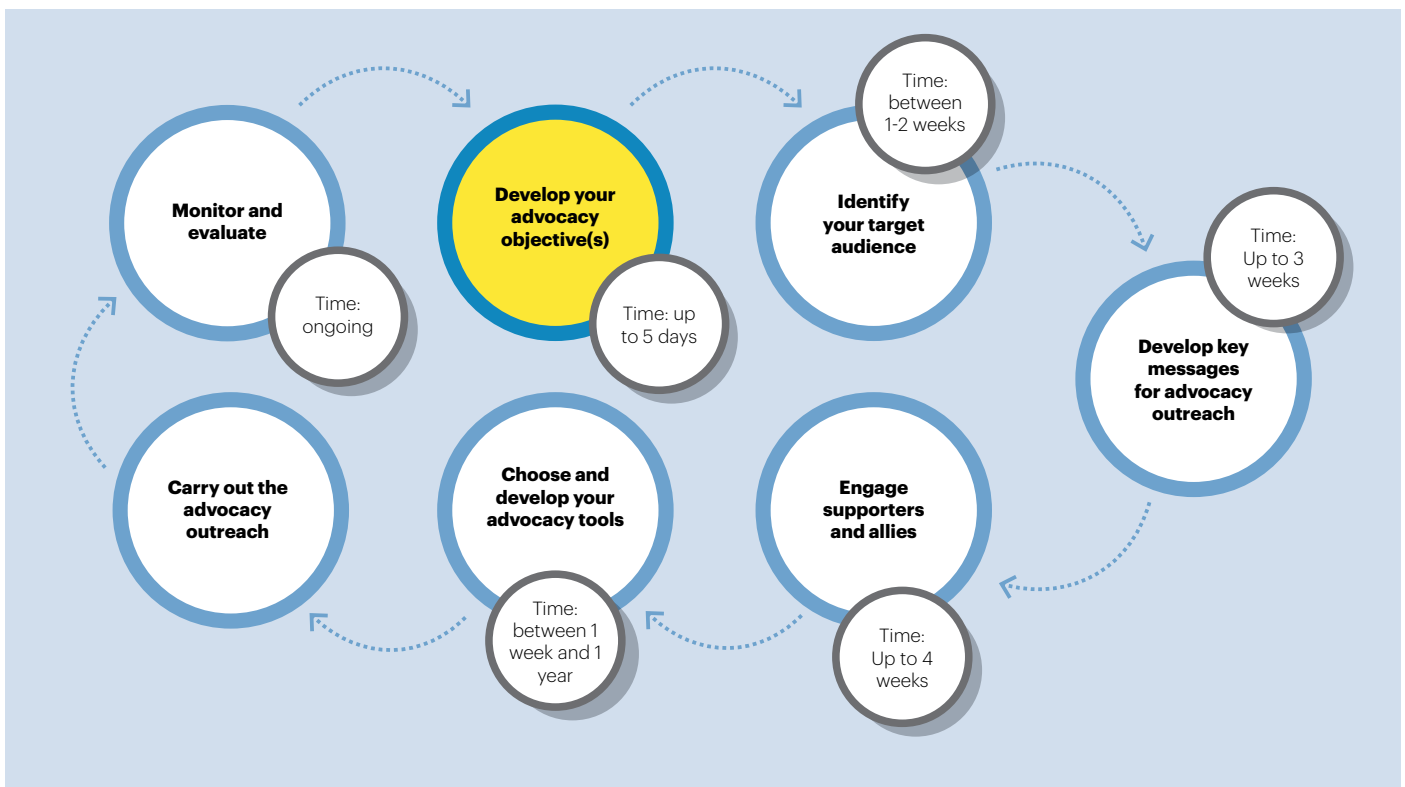 Monitor and
evaluate
Time:
ongoing
Develop your
advocacy
objective(s)
Time: up
to 5 days
Time:
between
1-2 weeks
Identify
your target
audience
Time:
Up to 3
weeks
Develop key
messages
for advocacy
outreach
Engage
supporters
and allies
Time:
Up to 4
weeks
Choose and
develop your
advocacy tools
Time:
between 1
week and 1
year
Carry out the
advocacy
outreach